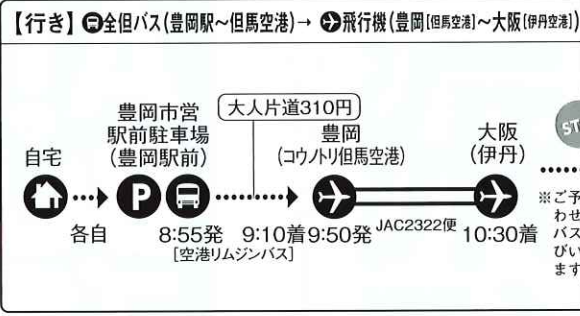 【行き】全但バス(豊岡駅～但馬空港)→飛行機(豊岡[但馬空港]～大阪[伊丹空港])
大人片道310円
自宅
豊岡市営
駅前駐車場
(豊岡駅前)
豊岡
(コウノトリ但馬空港)
大阪
(伊丹)
P
各自
8:55発
9:10着
[空港リムジンバス]
9:50発
JAC2322便
10:30着
ST
※ご予
わせ
バス
びい
ます